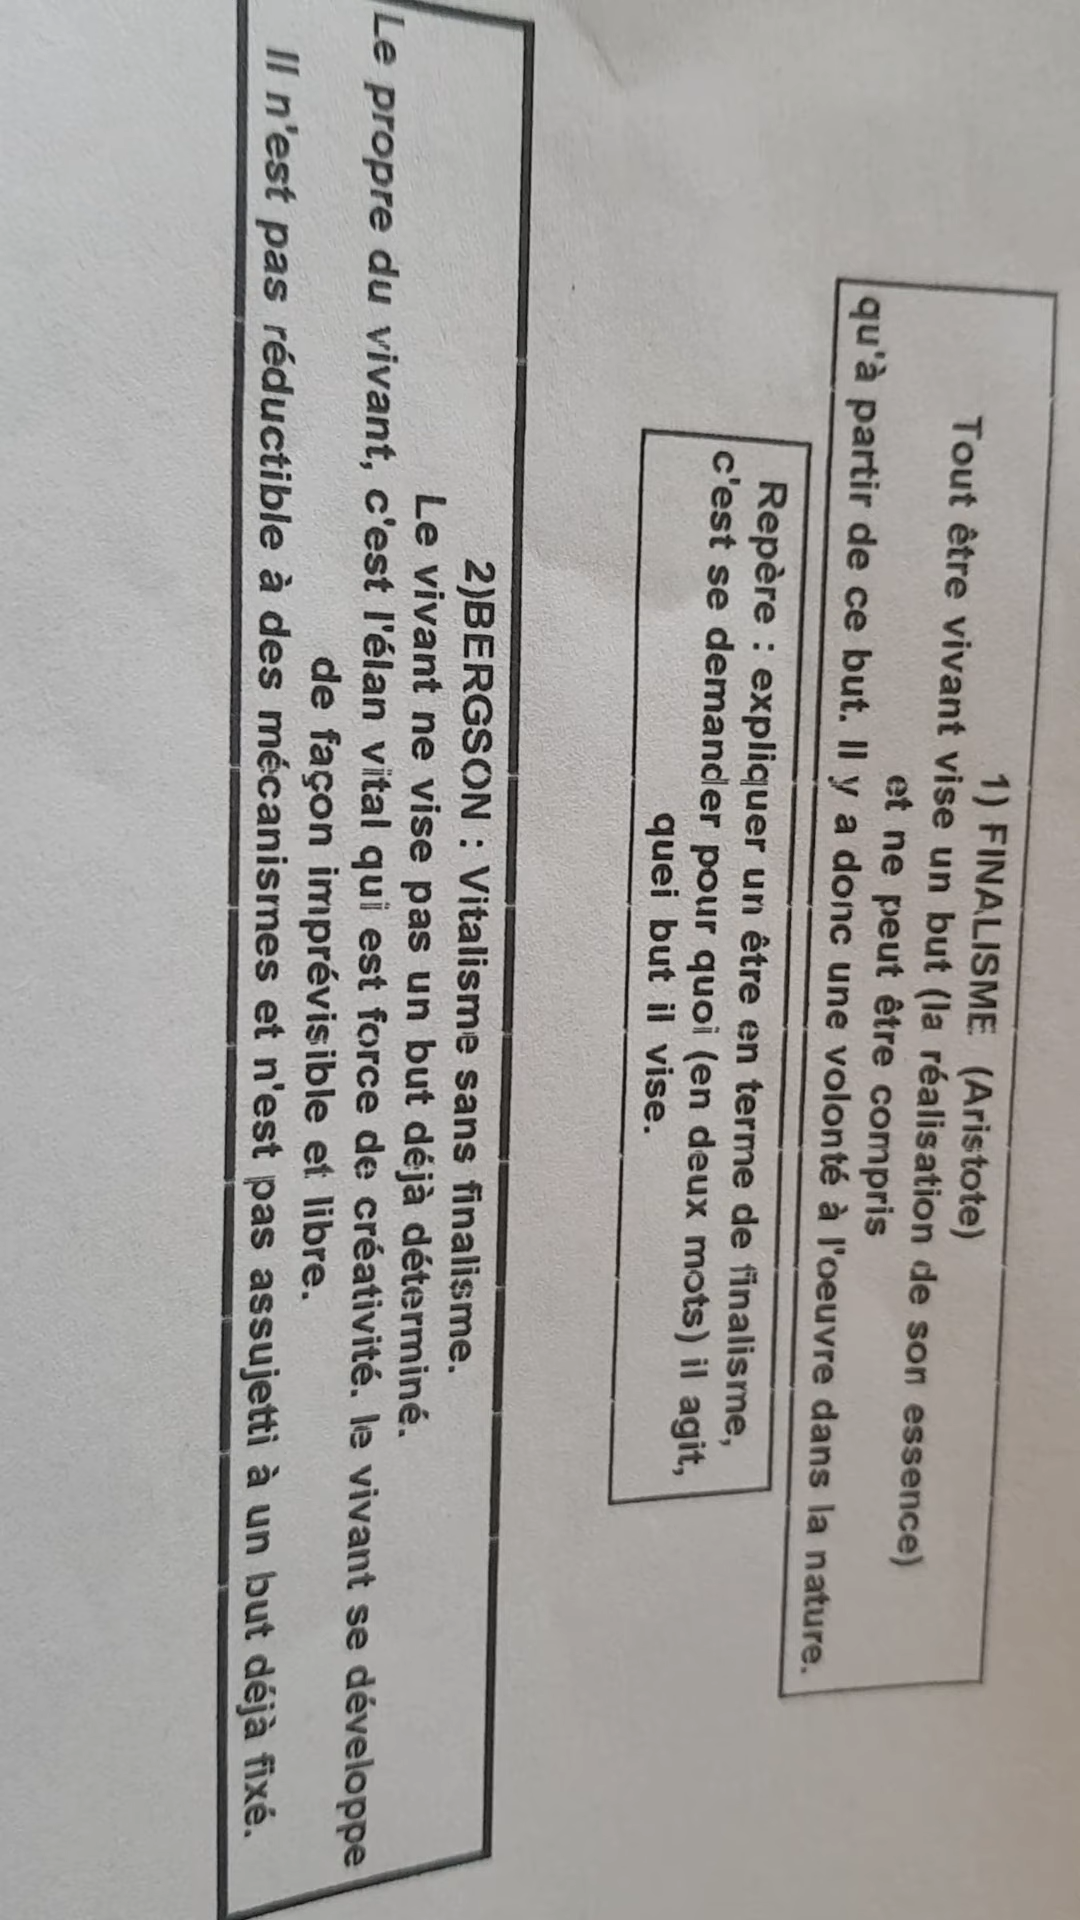 1) FINALISME (Aristote)
Tout être vivant vise un but (la réalisation de son essence)
et ne peut être compris
qu'à partir de ce but. Il y a donc une volonté à l'oeuvre dans la nature.
Repère : expliquer un être en terme de finalisme,
c'est se demander pour quoi (en deux mots) il agit,
quel but il vise.
2)BERGSON : Vitalisme sans finalisme.
Le vivant ne vise pas un but déjà déterminé.
Le propre du vivant, c'est l'élan vital qui est force de créativité. le vivant se développe
de façon imprévisible et libre.
Il n'est pas réductible à des mécanismes et n'est pas assujetti à un but déjà fixé.